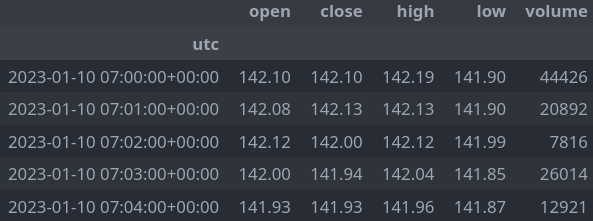 open close high low volume
utc
2023-01-10 07:00:00+00:00 142.10 142.10 142.19 141.90 44426
2023-01-10 07:01:00+00:00 142.08 142.13 142.13 141.90 20892
2023-01-10 07:02:00+00:00 142.12 142.00 142.12 141.99 7816
2023-01-10 07:03:00+00:00 142.00 141.94 142.04 141.85 26014
2023-01-10 07:04:00+00:00 141.93 141.93 141.96 141.87 12921